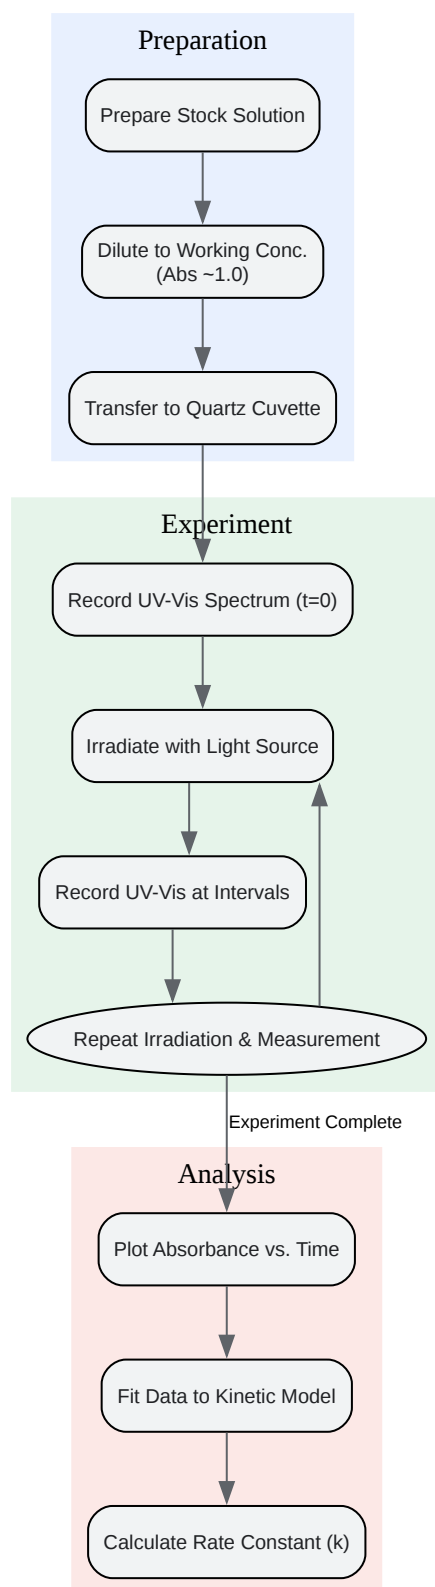 Preparation
Prepare Stock Solution
Dilute to Working Conc.
(Abs ~1.0)
Transfer to Quartz Cuvette
Experiment
Record UV-Vis Spectrum (t=0)
Irradiate with Light Source
Record UV-Vis at Intervals
Repeat Irradiation & Measurement
Experiment Complete
Analysis
Plot Absorbance vs. Time
Fit Data to Kinetic Model
Calculate Rate Constant (k)